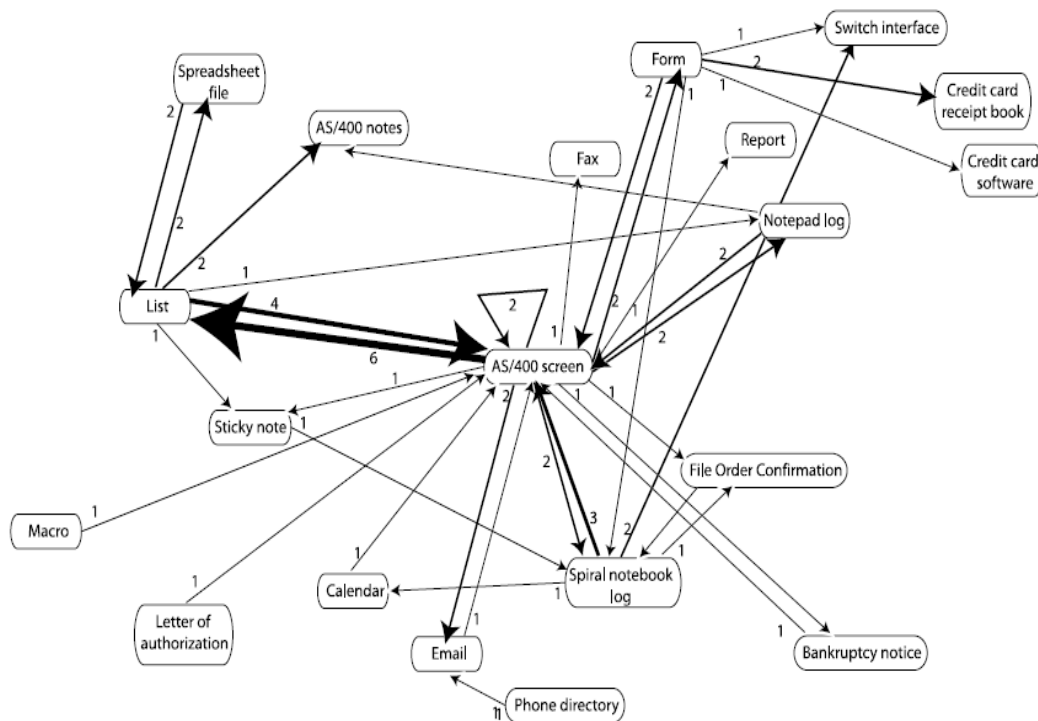 1
Switch interface
Form
Spreadsheet
file
2
2
1
1
Credit card
receipt book
2
AS/400 notes
Report
Fax
Credit card
software
Notepad log
2
2
1
2
List
4
2
2
1
2
1
6
1
AS/400 screen
1
2
1
1
Sticky note
1
2
File Order Confirmation
1
Macro
3
2
1
1
Spiral notebook
log
1
Calendar
1
Letter of
authorization
1
1
Email
Bankruptcy notice
Phone directory